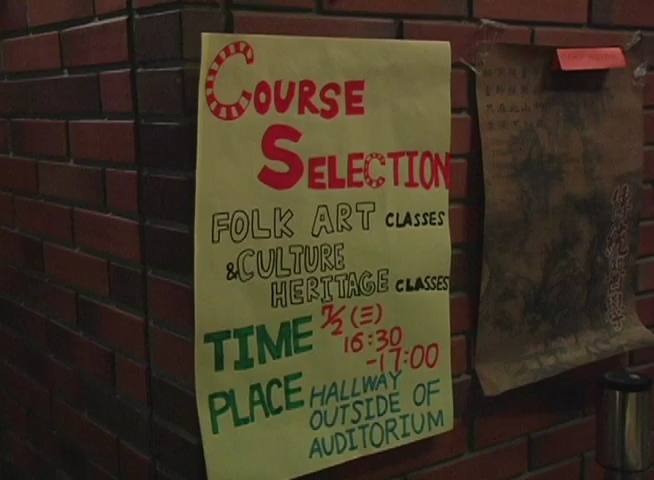 COURSE
SELECTION
FOLK ART CLASSES
&CULTURE
HERITAGE CLASSES
TIME 7/2 (三)
16:30
-17:00
PLACE HALLWAY
OUTSIDE OF
AUDITORIUM